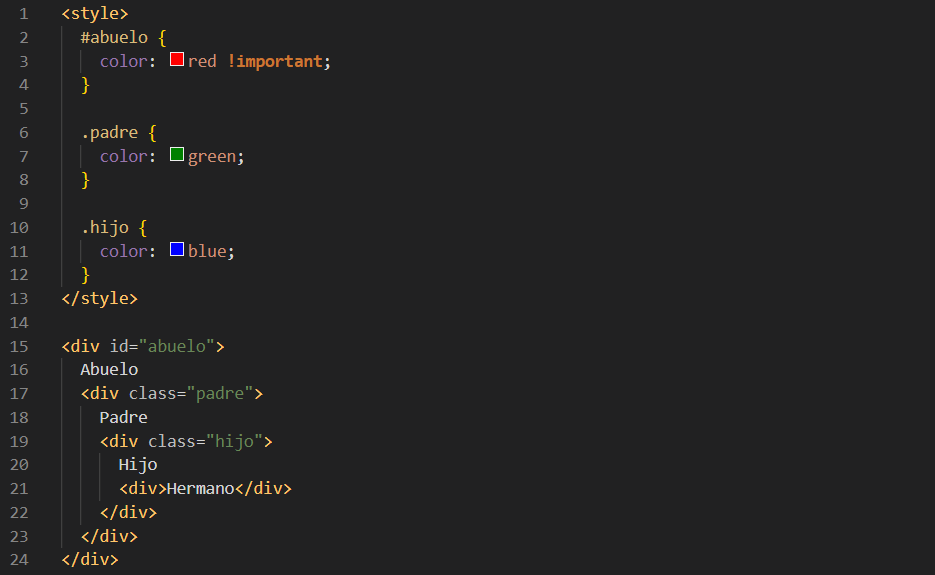 1 <style>
2   #abuelo {
3     color: red !important;
4   }
5
6   .padre {
7     color: green;
8   }
9
10   .hijo {
11     color: blue;
12   }
13 </style>
14
15 <div id="abuelo">
16   Abuelo
17   <div class="padre">
18     Padre
19     <div class="hijo">
20       Hijo
21       <div>Hermano</div>
22     </div>
23   </div>
24 </div>